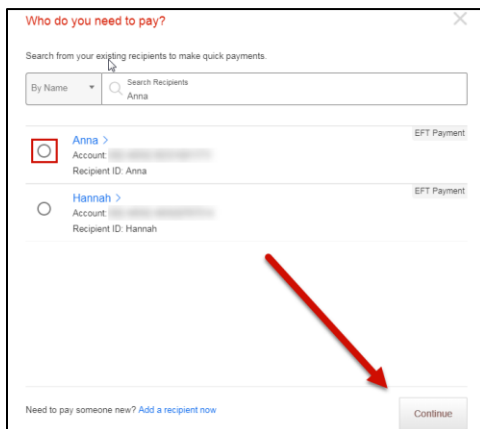 Who do you need to pay?
Search from your existing recipients to make quick payments.
By Name
Search Recipients
Anna
Anna >
EFT Payment
Account:
Recipient ID: Anna
Hannah >
EFT Payment
Account:
Recipient ID: Hannah
Need to pay someone new? Add a recipient now
Continue